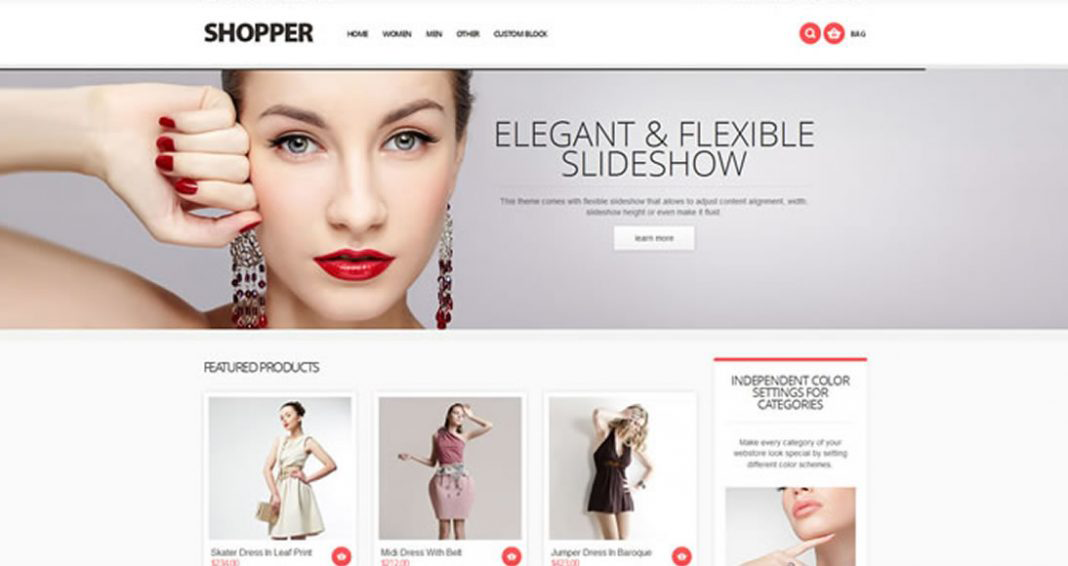 SHOPPER
HOME WOMEN MEN OTHER CUSTOM BLOCK
BAG
ELEGANT & FLEXIBLE
SLIDESHOW
This theme comes with flexible slideshow that allows to adjust content alignment, width,
slideshow height or even make it fluid.
learn more
FEATURED PRODUCTS
Skater Dress In Leaf Print
$234.00
Midi Dress With Belt
$212.00
Jumper Dress In Baroque
$423.00
INDEPENDENT COLOR
SETTINGS FOR
CATEGORIES
Make every category of your
webstore look special by setting
different color schemes.